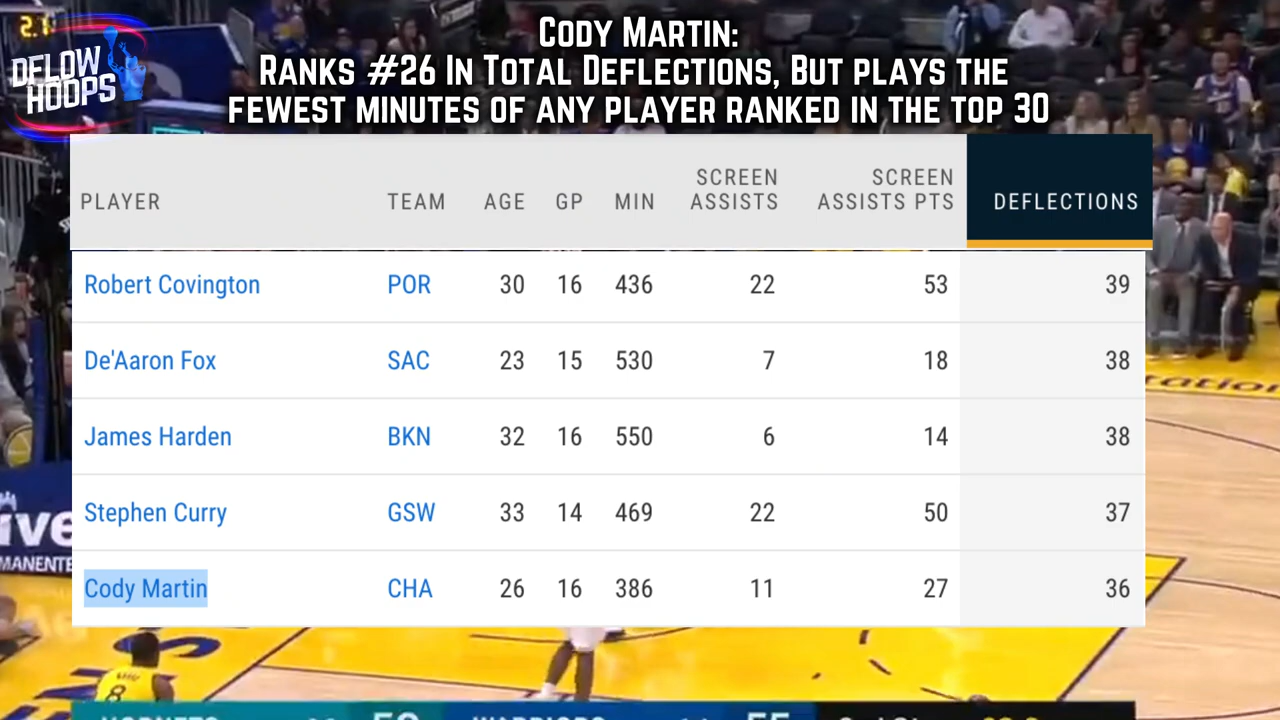 2.1
DFLOW
HOOPS
Cody Martin:
Ranks #26 In Total Deflections, But plays the
fewest minutes of any player ranked in the top 30
PLAYER TEAM AGE GP MIN SCREEN ASSISTS SCREEN ASSISTS PTS DEFLECTIONS
Robert Covington POR 30 16 436 22 53 39
De'Aaron Fox SAC 23 15 530 7 18 38
James Harden BKN 32 16 550 6 14 38
Stephen Curry GSW 33 14 469 22 50 37
Cody Martin CHA 26 16 386 11 27 36
8
HORNETS
WARRIORS